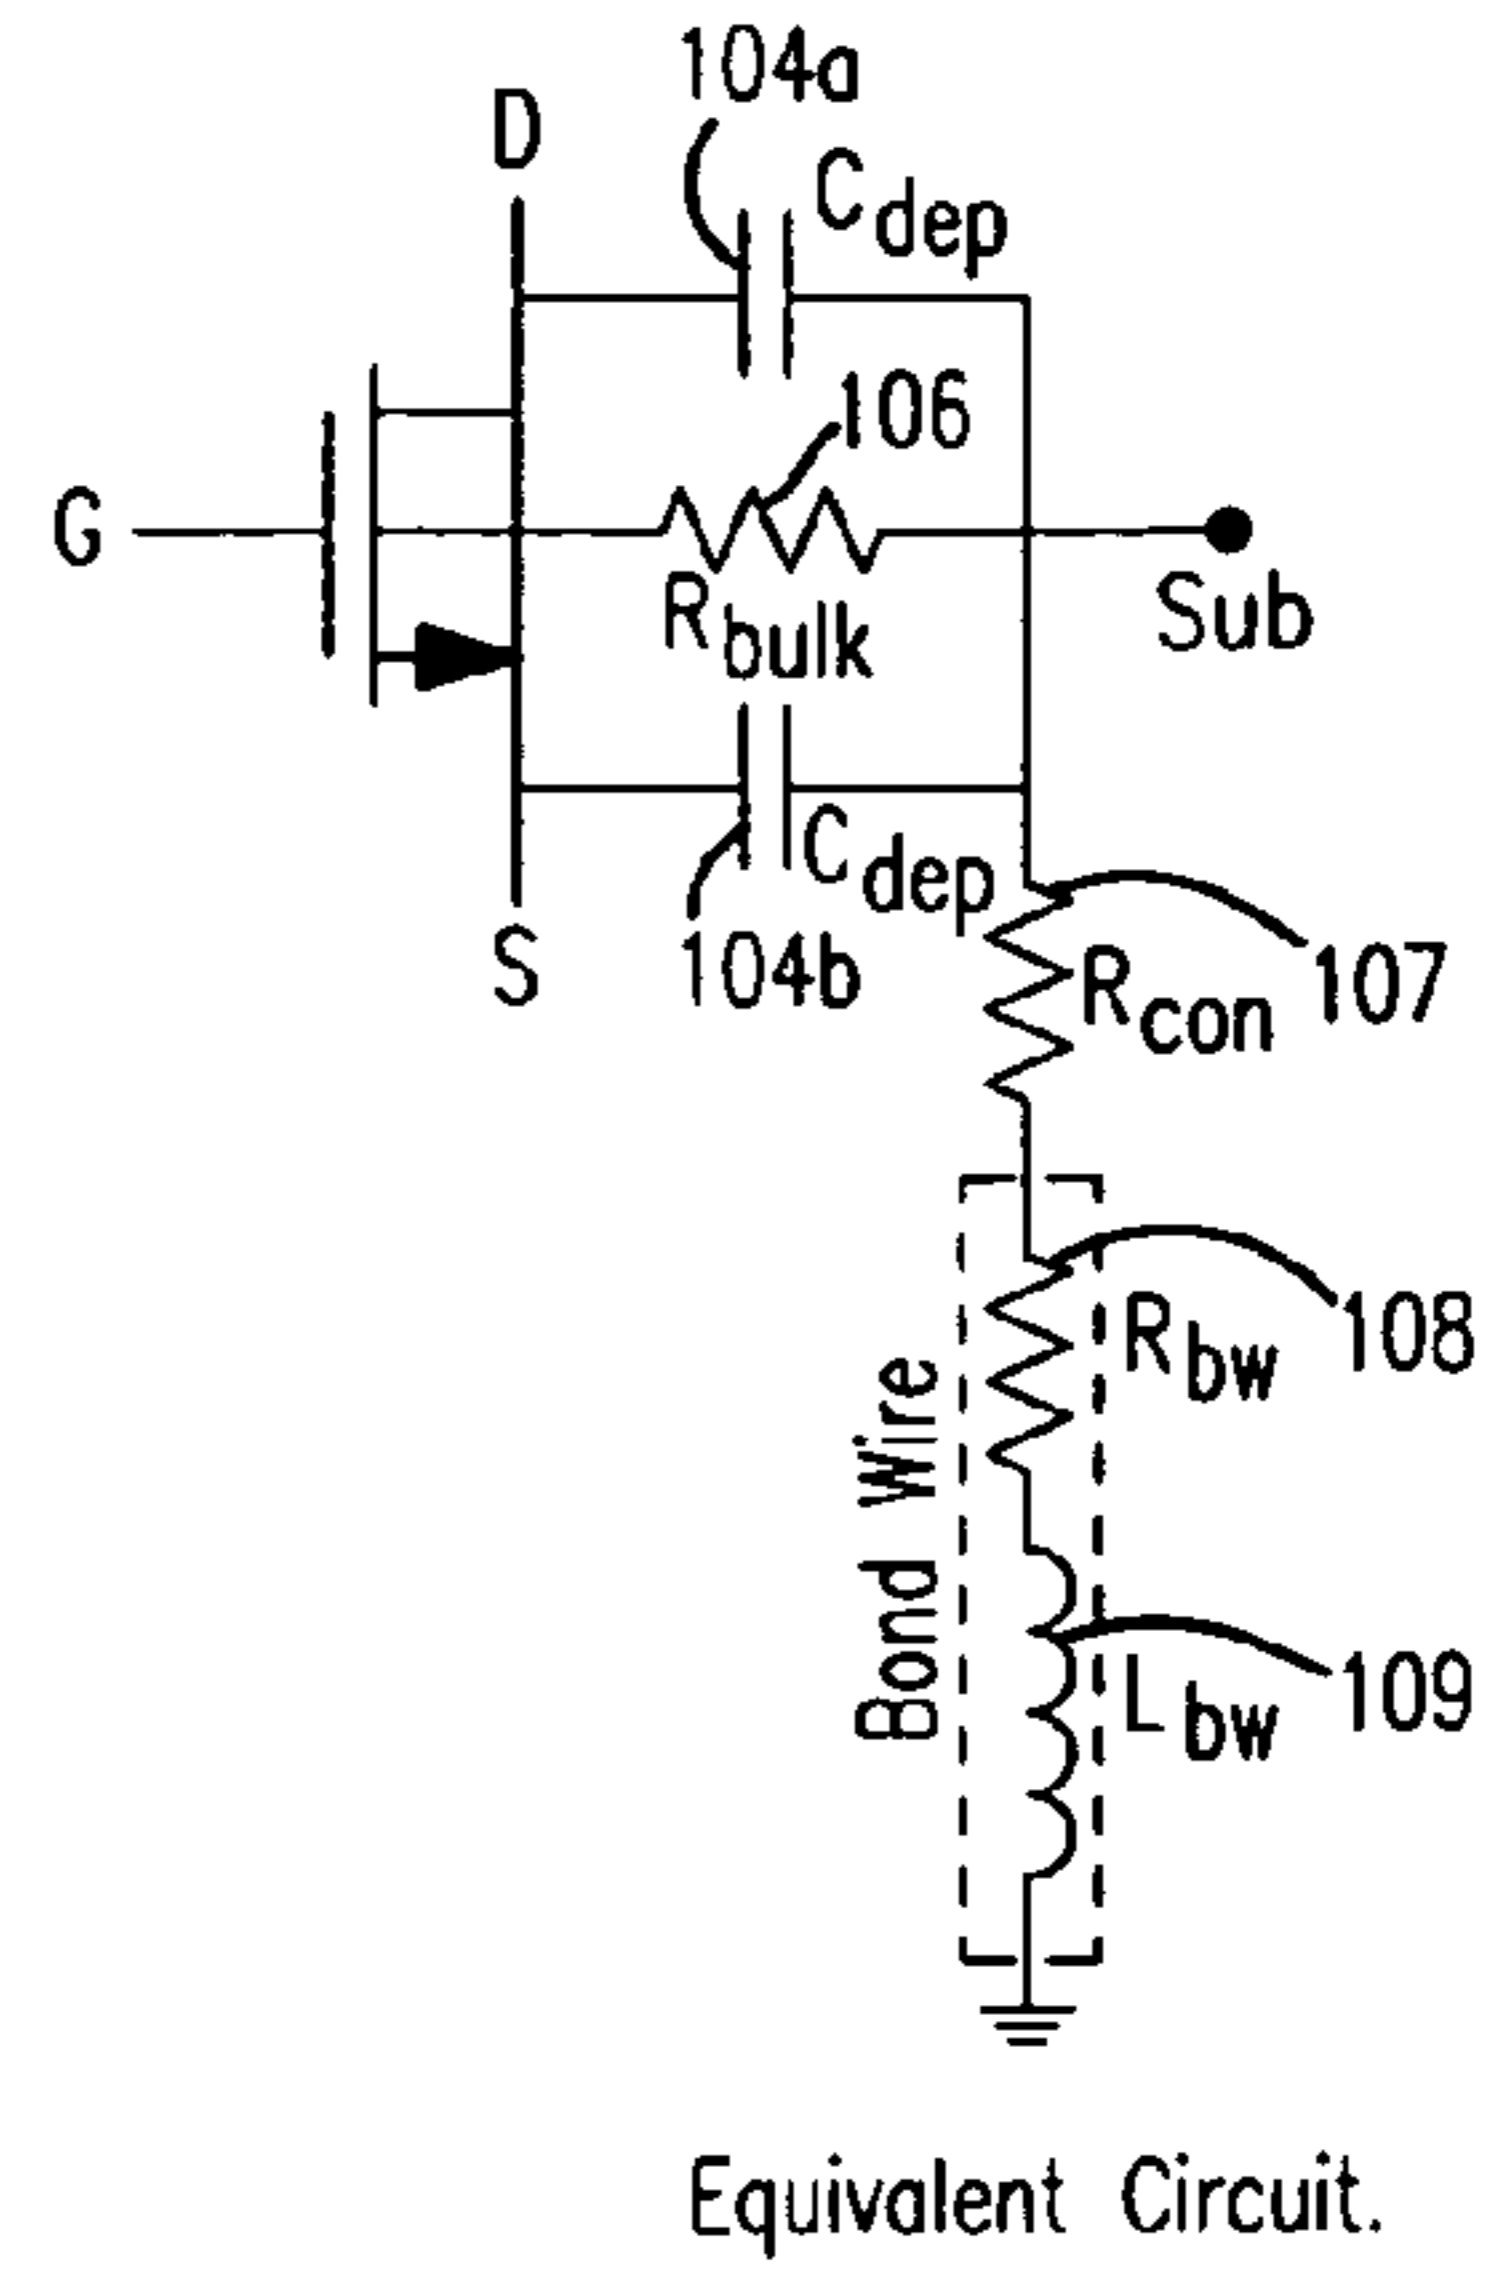 104a
D
Cdep
106
G
Rbulk
Sub
Cdep
S
104b
Rcon
107
Rbw
108
Bond Wire
Lbw
109
Equivalent Circuit.